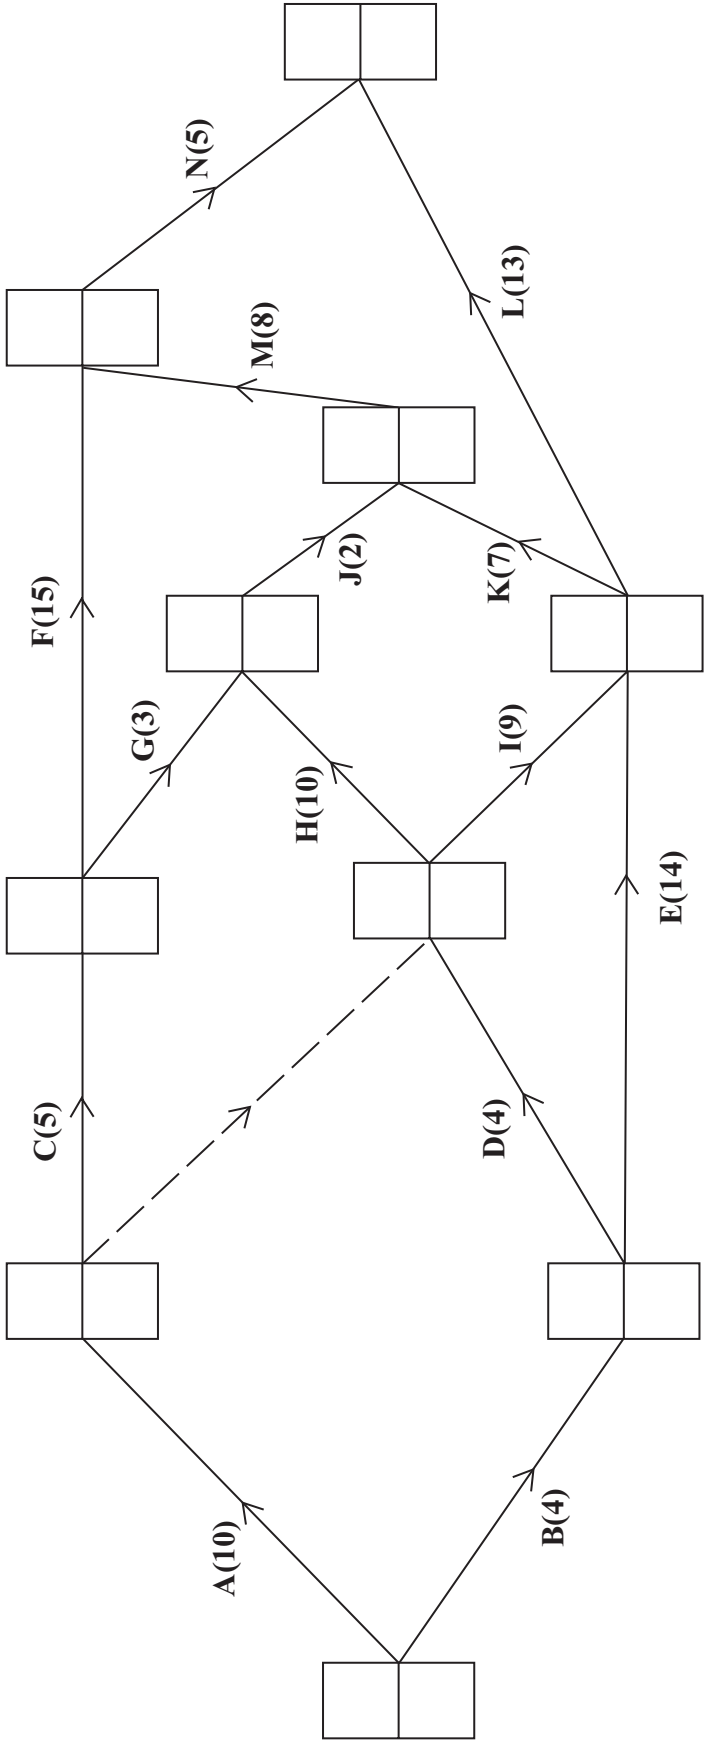 A(10)
B(4)
C(5)
D(4)
E(14)
F(15)
G(3)
H(10)
I(9)
J(2)
K(7)
M(8)
L(13)
N(5)